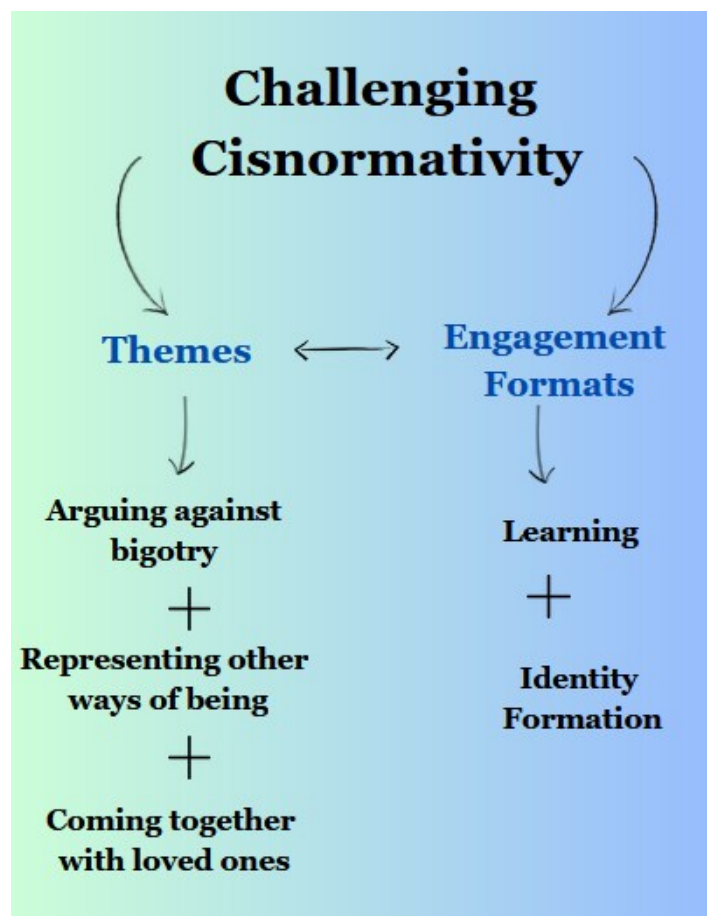 Challenging
Cisnormativity
Themes
Engagement
Formats
Arguing against
bigotry
+
Representing other
ways of being
+
Coming together
with loved ones
Learning
+
Identity
Formation